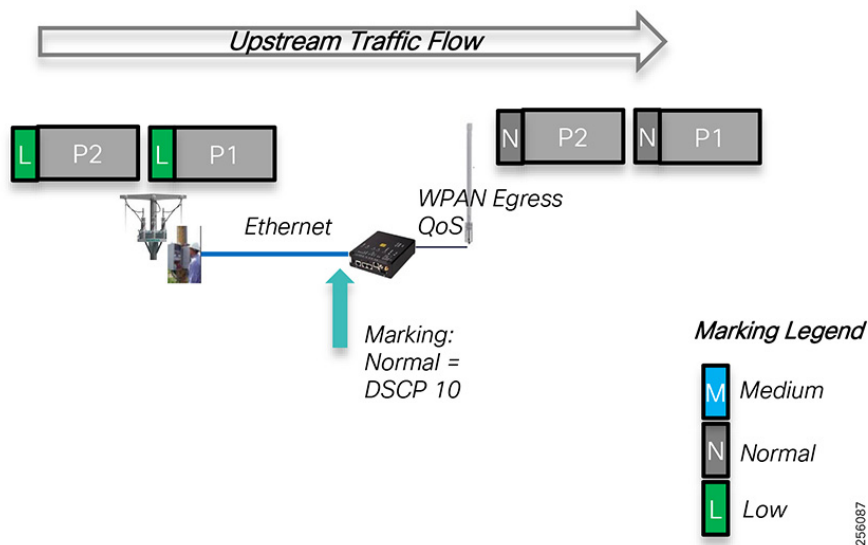 Upstream Traffic Flow
L P2 L P1
N P2 N P1
WPAN Egress
QoS
Ethernet
Marking:
Normal =
DSCP 10
Marking Legend
M Medium
N Normal
L Low
256087